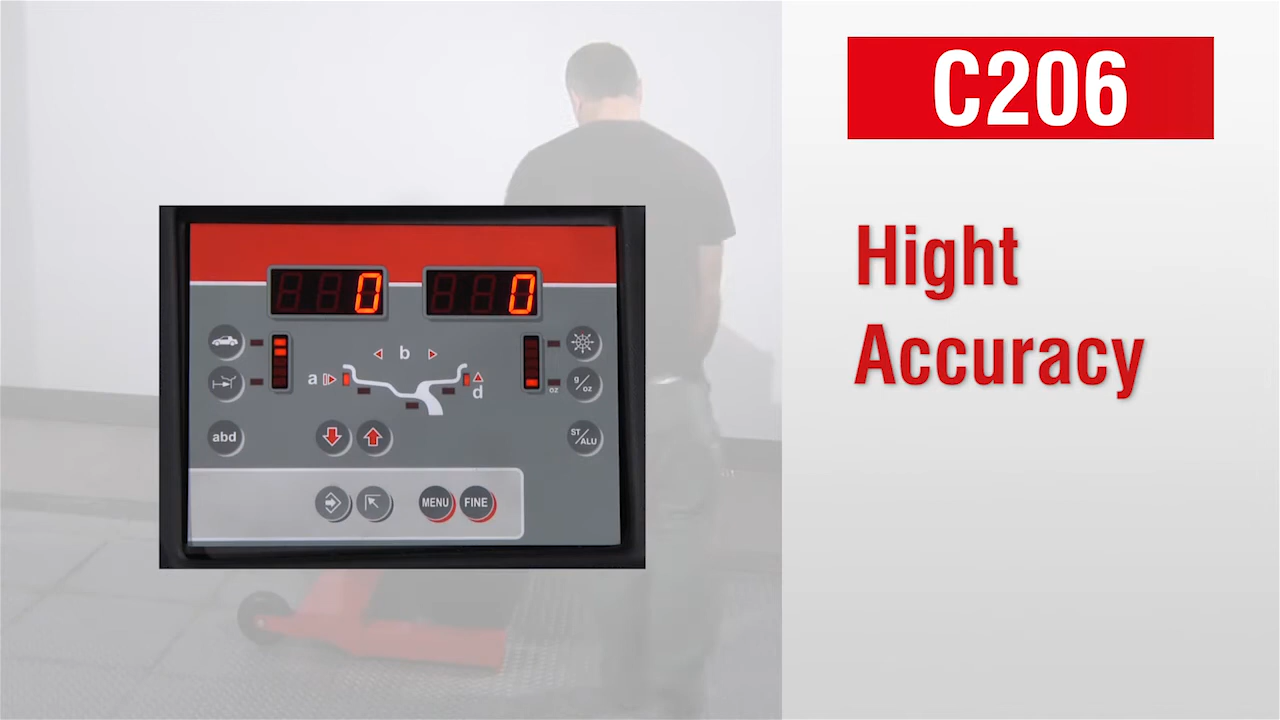 C206
Hight
Accuracy
0 0
b
a
d
oz
g/oz
abd
ST/ALU
MENU FINE